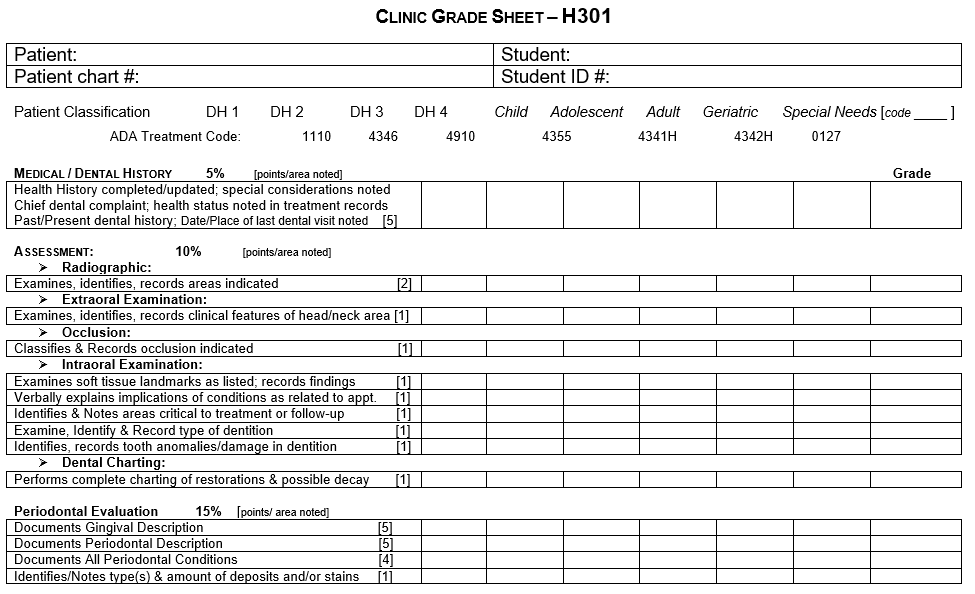 CLINIC GRADE SHEET – H301
Patient: Student:
Patient chart #: Student ID #:
Patient Classification DH 1 DH 2 DH 3 DH 4 Child Adolescent Adult Geriatric Special Needs [code ____ ]
ADA Treatment Code: 1110 4346 4910 4355 4341H 4342H 0127
MEDICAL / DENTAL HISTORY 5% [points/area noted] Grade
Health History completed/updated; special considerations noted
Chief dental complaint; health status noted in treatment records
Past/Present dental history; Date/Place of last dental visit noted [5]
ASSESSMENT: 10% [points/area noted]
➢ Radiographic:
Examines, identifies, records areas indicated [2]
➢ Extraoral Examination:
Examines, identifies, records clinical features of head/neck area [1]
➢ Occlusion:
Classifies & Records occlusion indicated [1]
➢ Intraoral Examination:
Examines soft tissue landmarks as listed; records findings [1]
Verbally explains implications of conditions as related to appt. [1]
Identifies & Notes areas critical to treatment or follow-up [1]
Examine, Identify & Record type of dentition [1]
Identifies, records tooth anomalies/damage in dentition [1]
➢ Dental Charting:
Performs complete charting of restorations & possible decay [1]
Periodontal Evaluation 15% [points/ area noted]
Documents Gingival Description [5]
Documents Periodontal Description [5]
Documents All Periodontal Conditions [4]
Identifies/Notes type(s) & amount of deposits and/or stains [1]